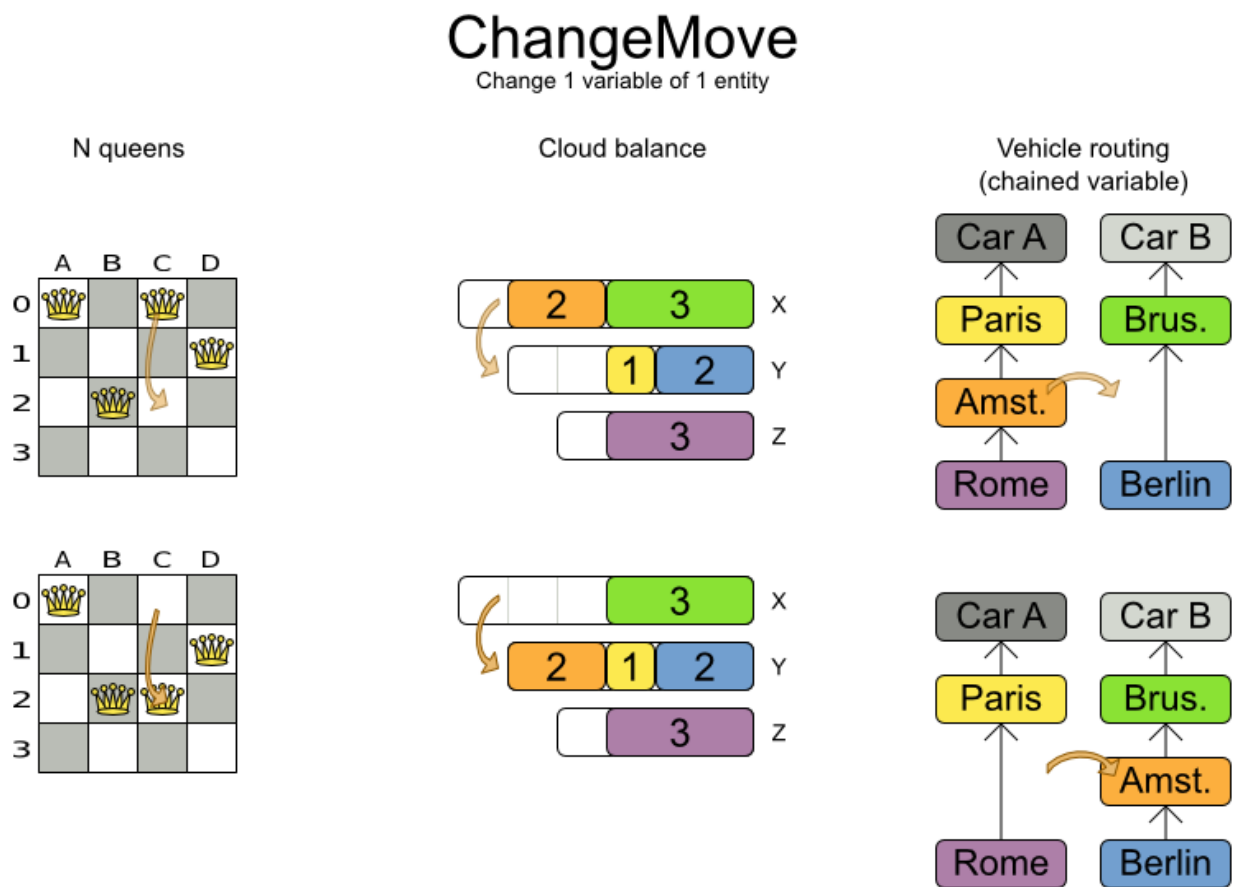 ChangeMove
Change 1 variable of 1 entity
N queens
A B C D
0
1
2
3
A B C D
0
1
2
3
Cloud balance
2 3 X
1 2 Y
3 Z
3 X
2 1 2 Y
3 Z
Vehicle routing
(chained variable)
Car A Car B
Paris Brus.
Amst.
Rome Berlin
Car A Car B
Paris Brus.
Amst.
Rome Berlin